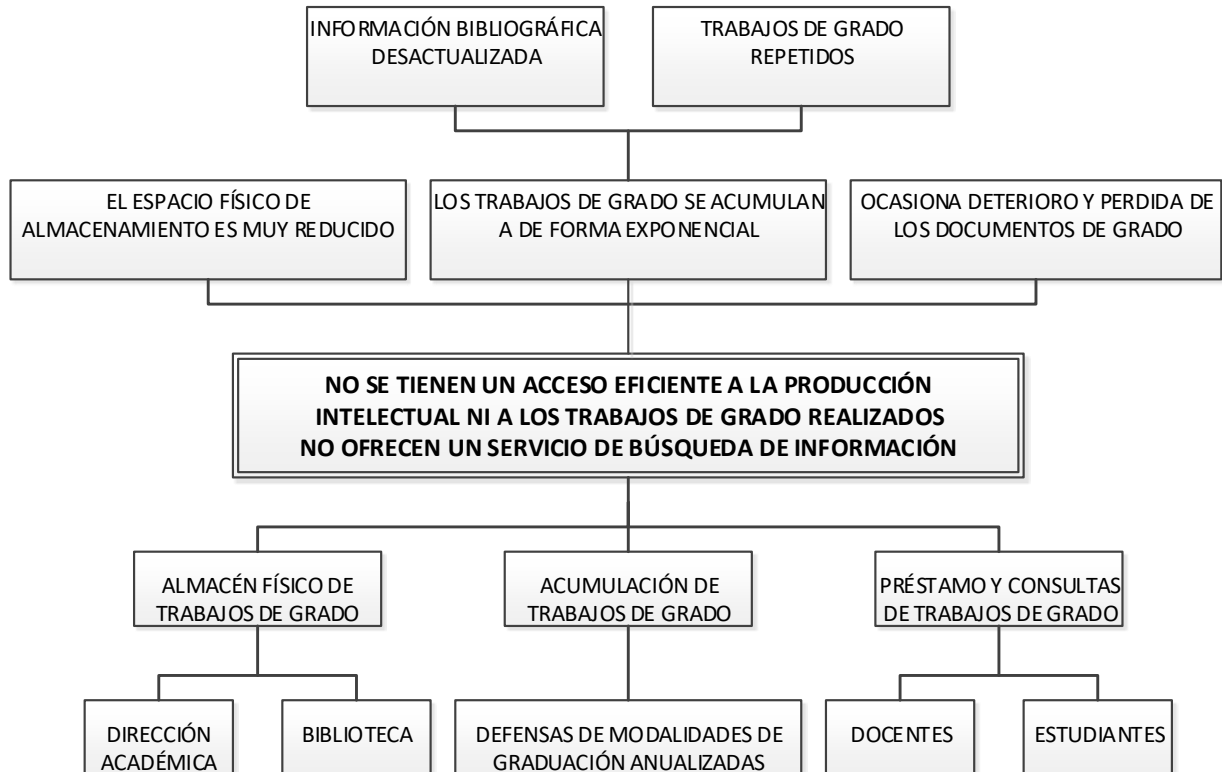 INFORMACIÓN BIBLIOGRÁFICA
DESACTUALIZADA
TRABAJOS DE GRADO
REPETIDOS
EL ESPACIO FÍSICO DE
ALMACENAMIENTO ES MUY REDUCIDO
LOS TRABAJOS DE GRADO SE ACUMULAN
A DE FORMA EXPONENCIAL
OCASIONA DETERIORO Y PERDIDA DE
LOS DOCUMENTOS DE GRADO
NO SE TIENEN UN ACCESO EFICIENTE A LA PRODUCCIÓN
INTELECTUAL NI A LOS TRABAJOS DE GRADO REALIZADOS
NO OFRECEN UN SERVICIO DE BÚSQUEDA DE INFORMACIÓN
ALMACÉN FÍSICO DE
TRABAJOS DE GRADO
ACUMULACIÓN DE
TRABAJOS DE GRADO
PRÉSTAMO Y CONSULTAS
DE TRABAJOS DE GRADO
DIRECCIÓN
ACADÉMICA
BIBLIOTECA
DEFENSAS DE MODALIDADES DE
GRADUACIÓN ANUALIZADAS
DOCENTES
ESTUDIANTES